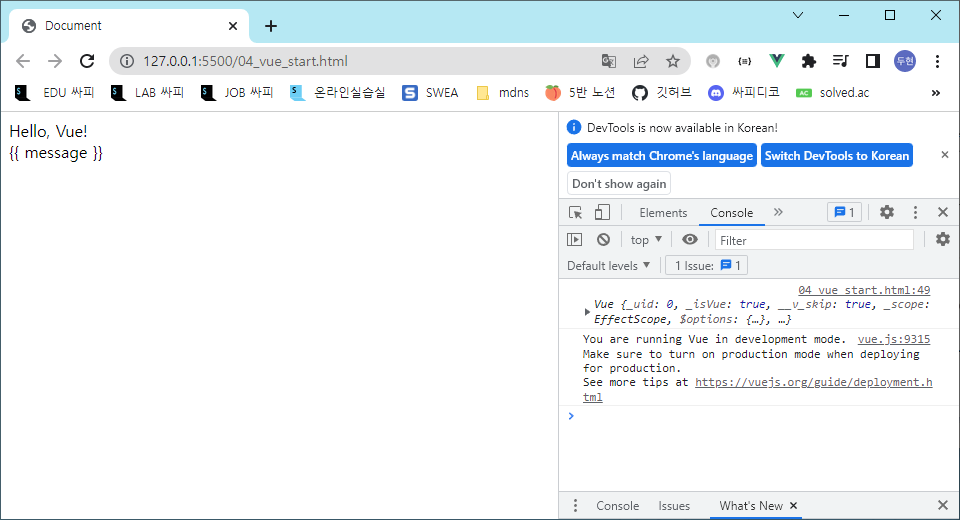 Document
127.0.0.1:5500/04_vue_start.html
두현
EDU 싸피
LAB 싸피
JOB 싸피
온라인실습실
SWEA
mdns
5반 노션
깃허브
싸피디코
solved.ac
Hello, Vue!
{{ message }}
DevTools is now available in Korean!
Always match Chrome's language
Switch DevTools to Korean
Don't show again
Elements
Console
1
top
Filter
Default levels
1 Issue:
1
04_vue_start.html:49
Vue {_uid: 0, _isVue: true, __v_skip: true, _scope:
EffectScope, $options: {…}, …}
You are running Vue in development mode.
vue.js:9315
Make sure to turn on production mode when deploying
for production.
See more tips at https://vuejs.org/guide/deployment.h
tml
Console
Issues
What's New